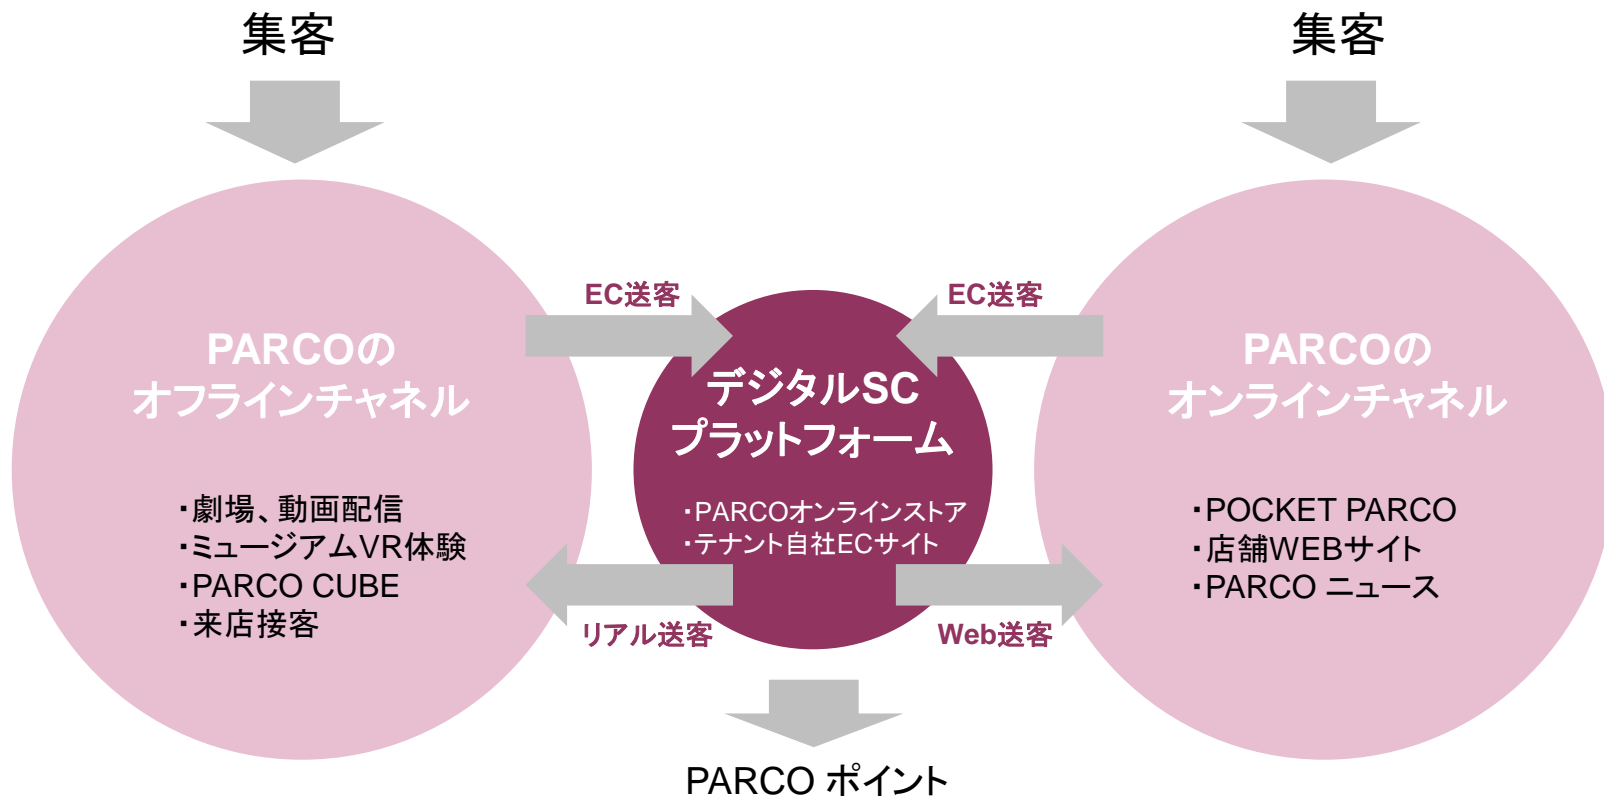 集客
集客
PARCOの
オフラインチャネル
・劇場、動画配信
・ミュージアムVR体験
・PARCO CUBE
・来店接客
EC送客
EC送客
デジタルSC
プラットフォーム
・PARCOオンラインストア
・テナント自社ECサイト
リアル送客
Web送客
PARCOの
オンラインチャネル
・POCKET PARCO
・店舗WEBサイト
・PARCO ニュース
PARCO ポイント